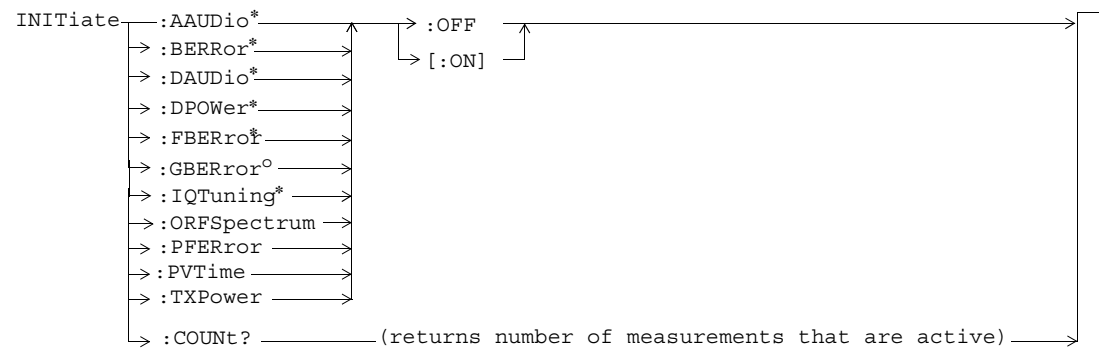 INITiate :AAUDio* :OFF
:BERRor* [:ON]
:DAUDio*
:DPOWer*
:FBERror*
:GBERror°
:IQTuning*
:ORFSpectrum
:PFERror
:PVTime
:TXPower
:COUNt? (returns number of measurements that are active)